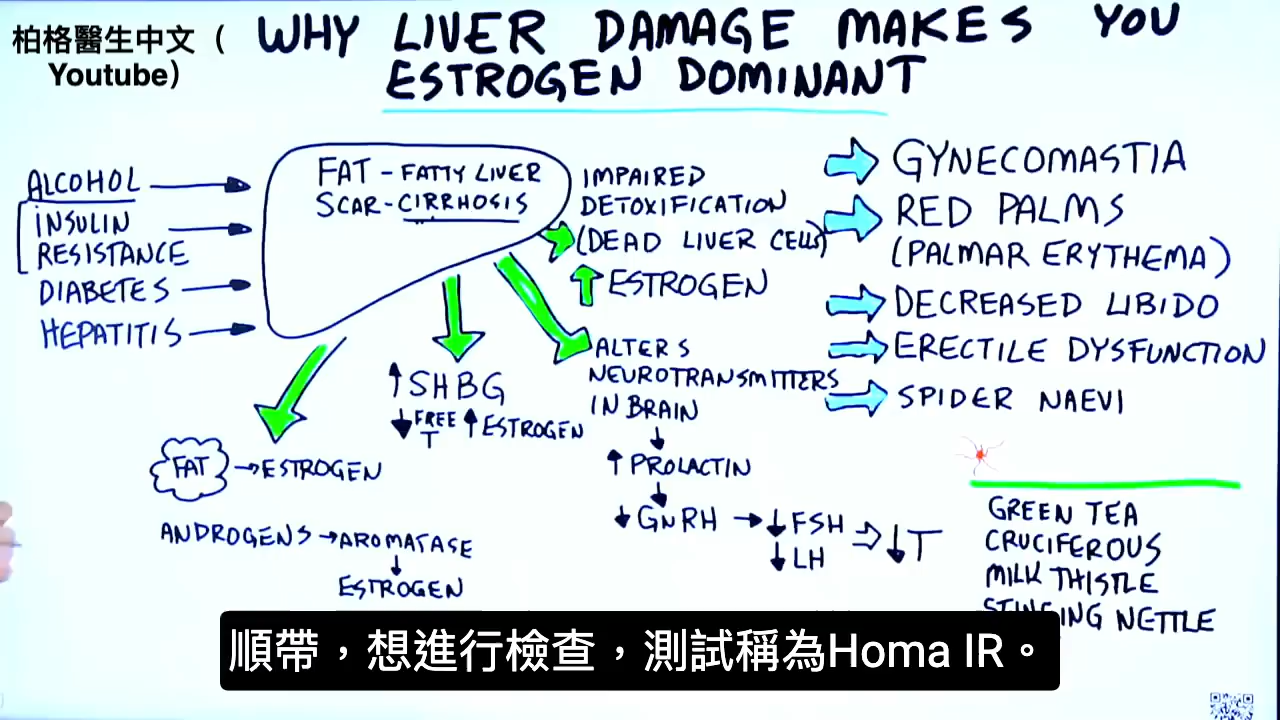 柏格醫生中文（
Youtube）
WHY LIVER DAMAGE MAKES YOU
ESTROGEN DOMINANT
ALCOHOL
INSULIN
RESISTANCE
DIABETES
HEPATITIS
FAT - FATTY LIVER
SCAR - CIRRHOSIS
IMPAIRED
DETOXIFICATION
(DEAD LIVER CELLS)
↑ ESTROGEN
↑ SHBG
↓ FREE T ↑ ESTROGEN
ALTERS
NEUROTRANSMITTERS
IN BRAIN
↓
↑ PROLACTIN
↓
↓ GnRH → ↓ FSH ⇒ ↓ T
↓ LH
FAT → ESTROGEN
ANDROGENS → AROMATASE
↓
ESTROGEN
⇒ GYNECOMASTIA
⇒ RED PALMS
(PALMAR ERYTHEMA)
⇒ DECREASED LIBIDO
⇒ ERECTILE DYSFUNCTION
⇒ SPIDER NAEVI
GREEN TEA
CRUCIFEROUS
MILK THISTLE
STINGING NETTLE
順帶，想進行檢查，測試稱為Homa IR。